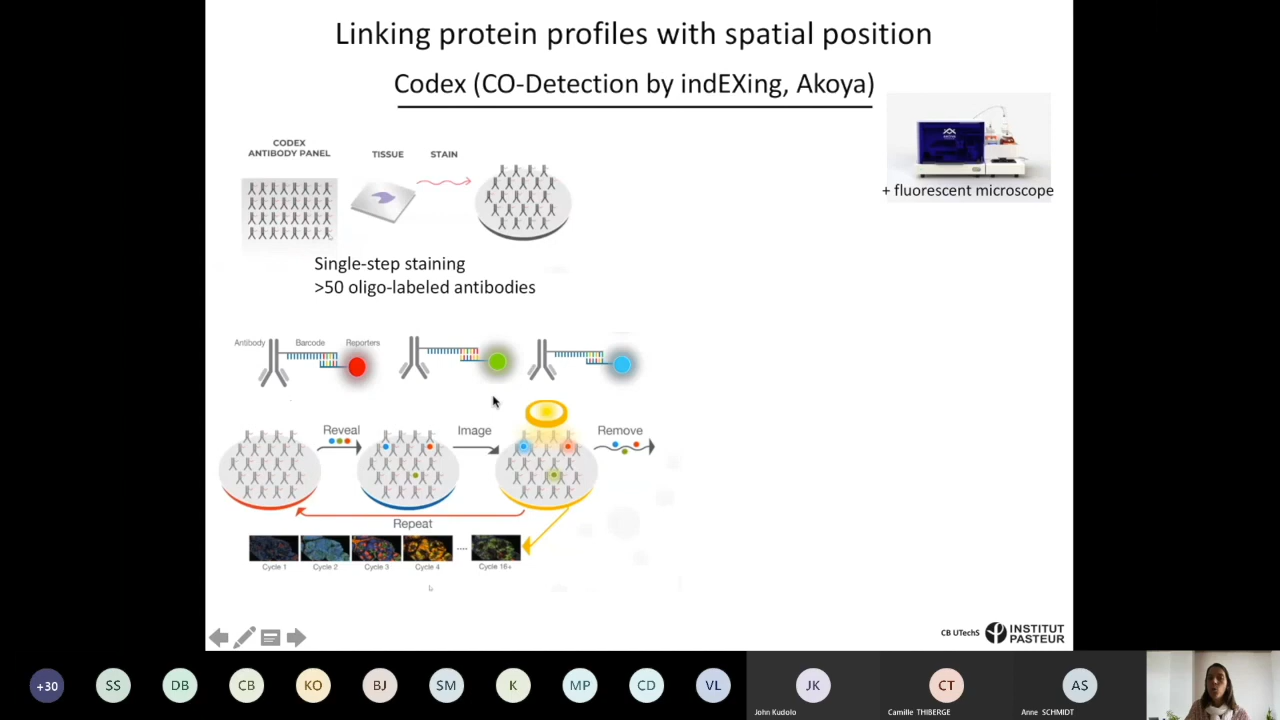 Linking protein profiles with spatial position
Codex (CO-Detection by indEXing, Akoya)
CODEX
ANTIBODY PANEL
TISSUE
STAIN
+ fluorescent microscope
Single-step staining
>50 oligo-labeled antibodies
Antibody
Barcode
Reporters
Reveal
Image
Remove
Repeat
Cycle 1
Cycle 2
Cycle 3
Cycle 4
....
Cycle 16+
CB UTechS
INSTITUT
PASTEUR
+30
SS
DB
CB
KO
BJ
SM
K
MP
CD
VL
JK
CT
AS
John Kudolo
Camille THIBERGE
Anne SCHMIDT